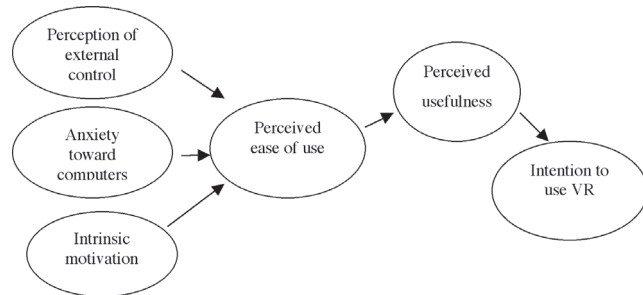 Perception of
external
control
Anxiety
toward
computers
Intrinsic
motivation
Perceived
ease of use
Perceived
usefulness
Intention to
use VR